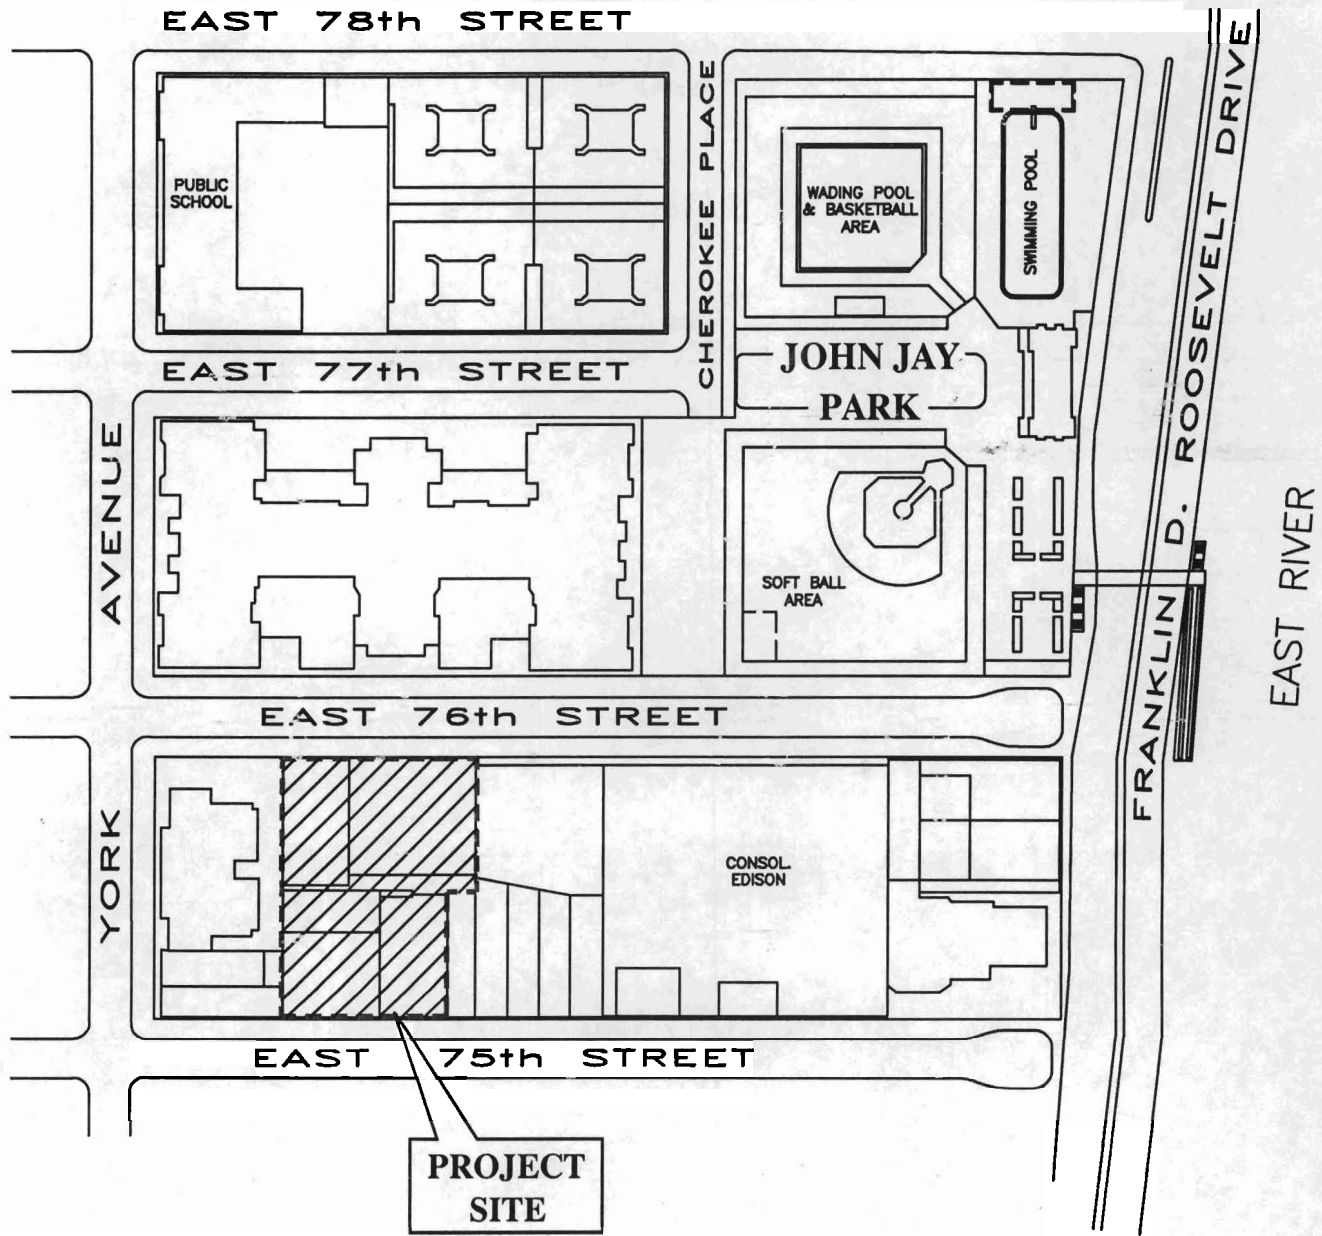 EAST 78th STREET
PUBLIC
SCHOOL
CHEROKEE PLACE
WADING POOL
& BASKETBALL
AREA
SWIMMING POOL
FRANKLIN D. ROOSEVELT DRIVE
EAST 77th STREET
JOHN JAY
PARK
YORK AVENUE
SOFT BALL
AREA
EAST RIVER
EAST 76th STREET
CONSOL.
EDISON
EAST 75th STREET
PROJECT
SITE